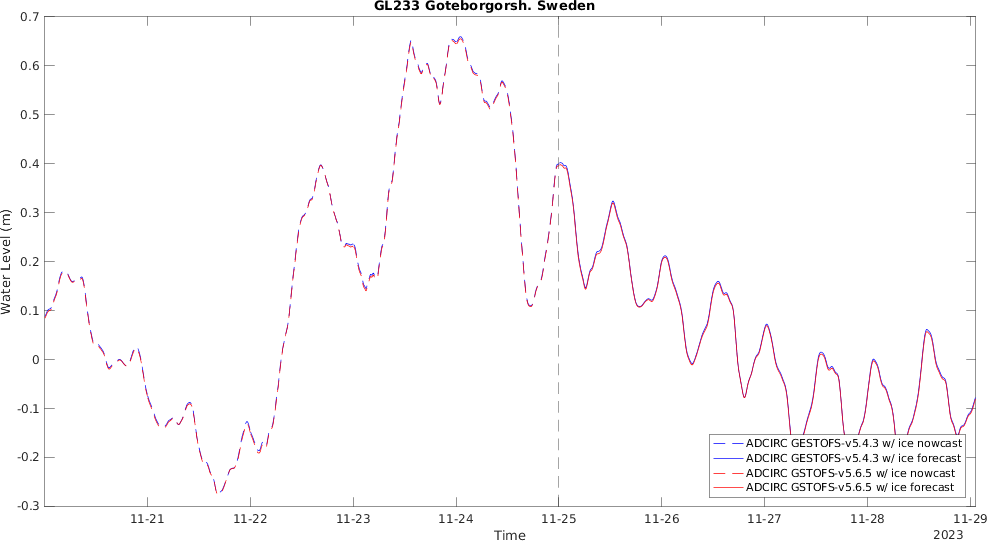 GL233 Goteborgorsh. Sweden
0.7
0.6
0.5
0.4
0.3
0.2
0.1
0
-0.1
-0.2
-0.3
Water Level (m)
ADCIRC GESTOFS-v5.4.3 w/ ice nowcast
ADCIRC GESTOFS-v5.4.3 w/ ice forecast
ADCIRC GSTOFS-v5.6.5 w/ ice nowcast
ADCIRC GSTOFS-v5.6.5 w/ ice forecast
11-21 11-22 11-23 11-24 11-25 11-26 11-27 11-28 11-29
Time
2023